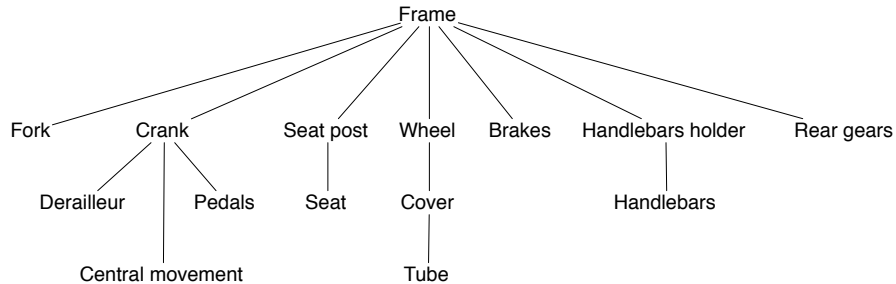 Frame
Fork Crank Seat post Wheel Brakes Handlebars holder Rear gears
Derailleur Pedals Seat Cover Handlebars
Central movement Tube